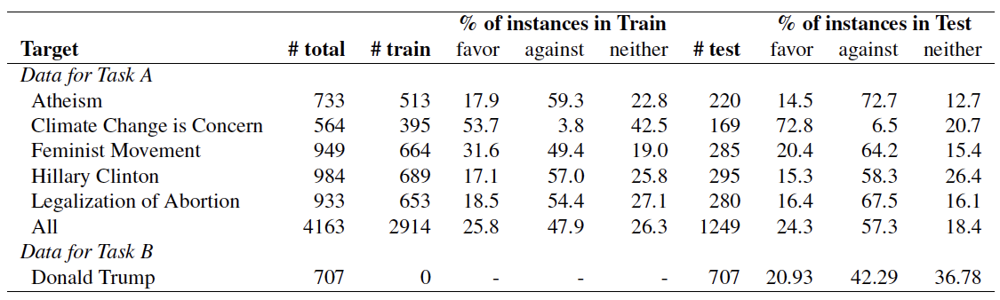 % of instances in Train % of instances in Test
Target # total # train favor against neither # test favor against neither
Data for Task A
Atheism 733 513 17.9 59.3 22.8 220 14.5 72.7 12.7
Climate Change is Concern 564 395 53.7 3.8 42.5 169 72.8 6.5 20.7
Feminist Movement 949 664 31.6 49.4 19.0 285 20.4 64.2 15.4
Hillary Clinton 984 689 17.1 57.0 25.8 295 15.3 58.3 26.4
Legalization of Abortion 933 653 18.5 54.4 27.1 280 16.4 67.5 16.1
All 4163 2914 25.8 47.9 26.3 1249 24.3 57.3 18.4
Data for Task B
Donald Trump 707 0 - - - 707 20.93 42.29 36.78